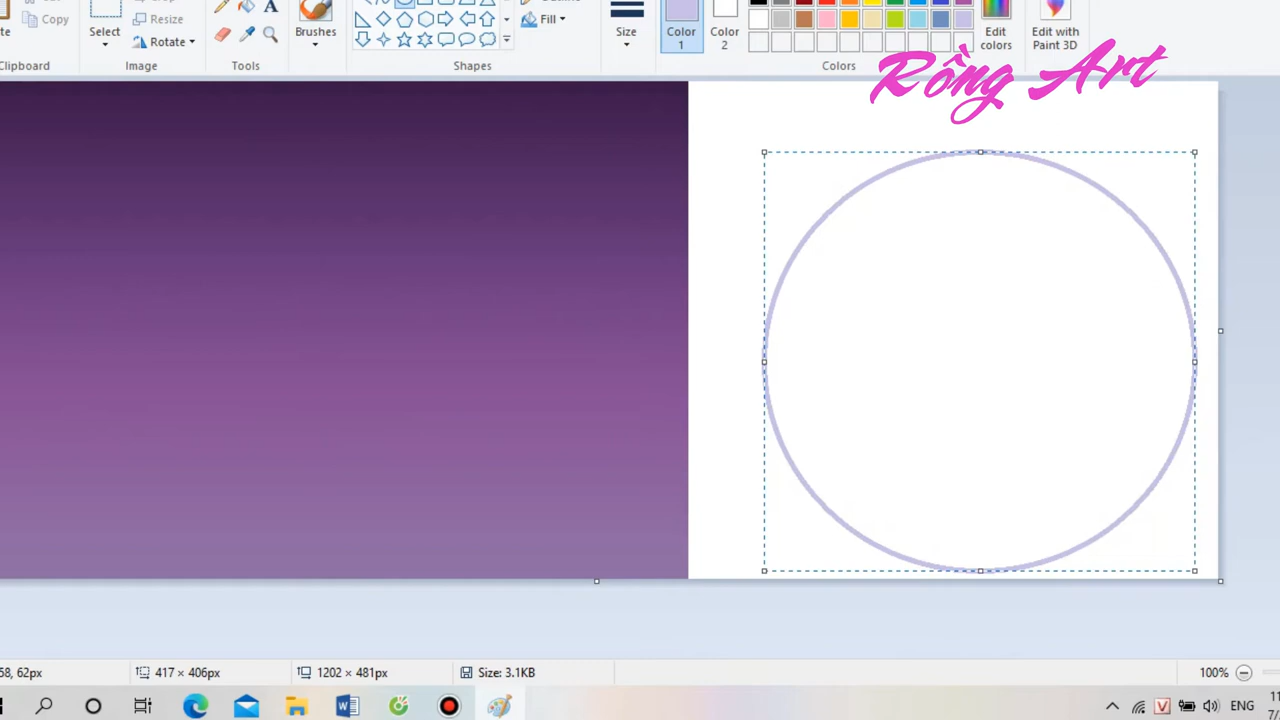 Copy
Resize
Rotate
Select
Brushes
Fill
Size
Color
1
Color
2
Edit
colors
Edit with
Paint 3D
Clipboard
Image
Tools
Shapes
Colors
Rồng Art
58, 62px
417 × 406px
1202 × 481px
Size: 3.1KB
100%
ENG